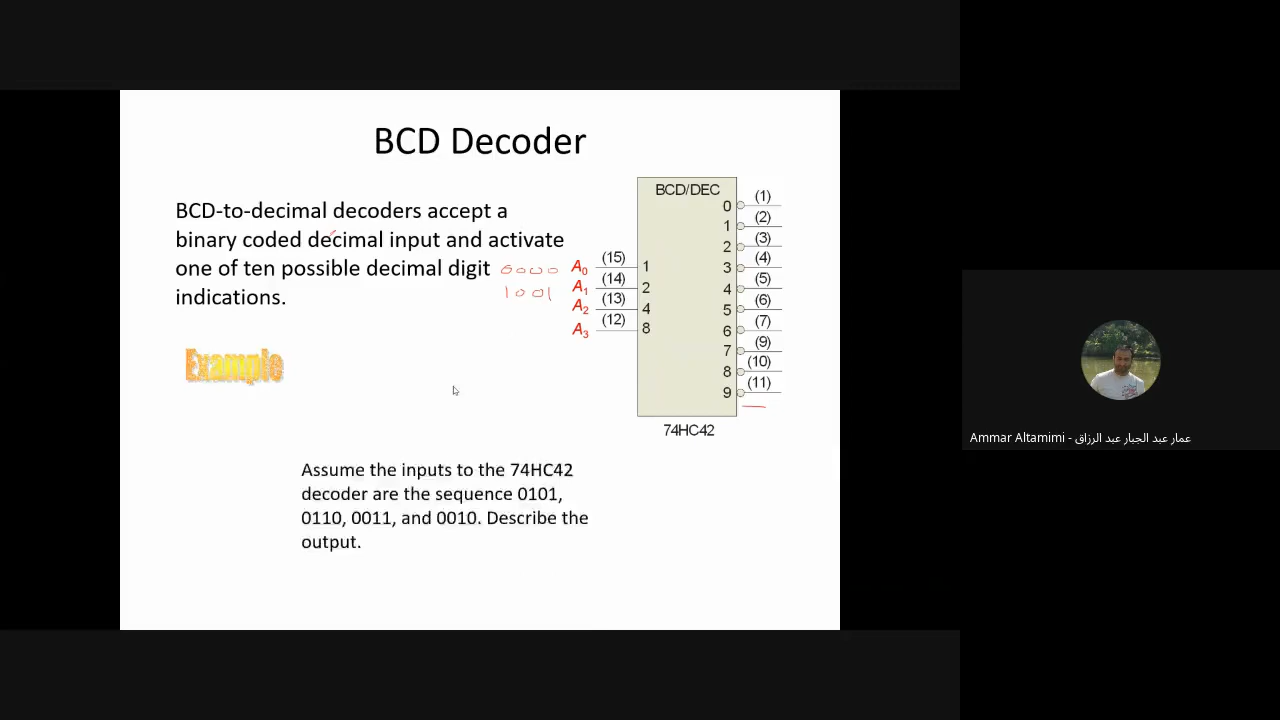 BCD Decoder
BCD-to-decimal decoders accept a
binary coded decimal input and activate
one of ten possible decimal digit
indications.
0000
1001
Example
BCD/DEC
A0 (15) 1
A1 (14) 2
A2 (13) 4
A3 (12) 8
0 (1)
1 (2)
2 (3)
3 (4)
4 (5)
5 (6)
6 (7)
7 (9)
8 (10)
9 (11)
74HC42
Assume the inputs to the 74HC42
decoder are the sequence 0101,
0110, 0011, and 0010. Describe the
output.
Ammar Altamimi - عمار عبد الجبار عبد الرزاق